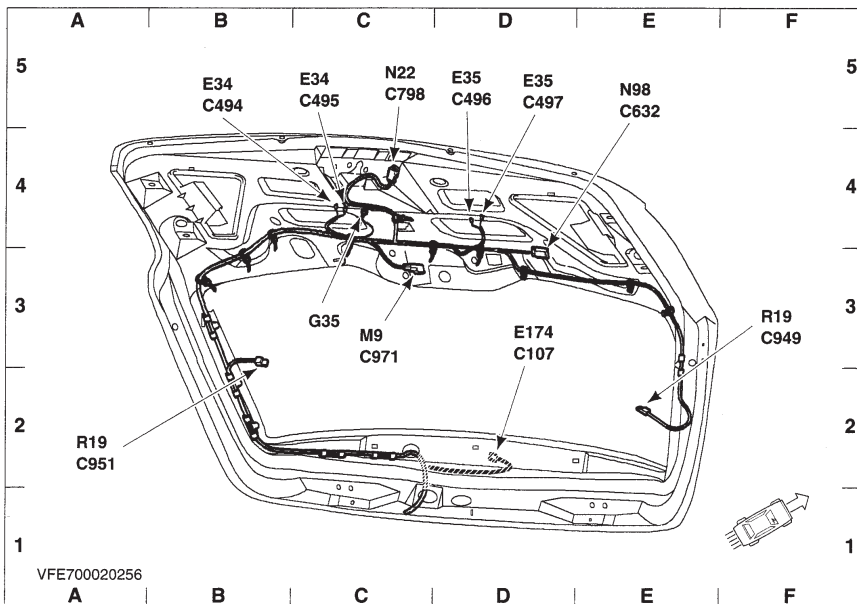 A B C D E F
5 5
E34
C494
E34
C495
N22
C798
E35
C496
E35
C497
N98
C632
4 4
3 3
G35
M9
C971
E174
C107
R19
C949
2 2
R19
C951
1 1
VFE700020256
A B C D E F